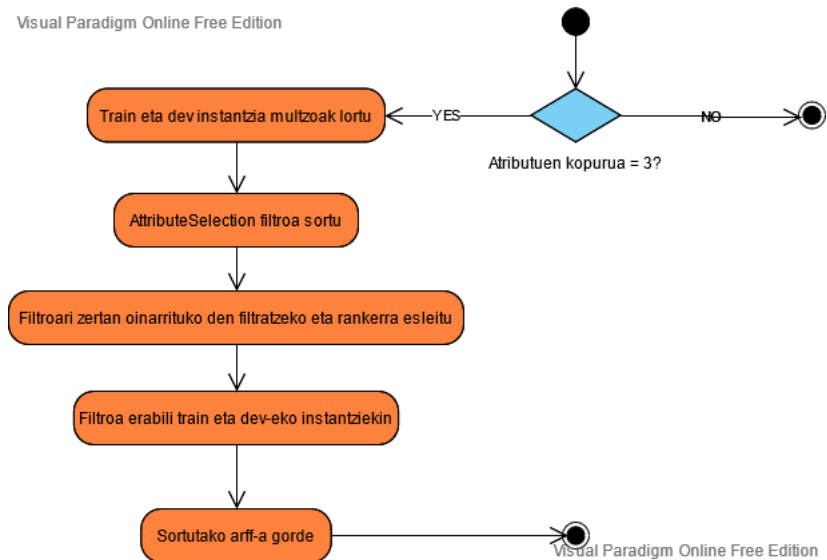 Visual Paradigm Online Free Edition
Train eta dev instantzia multzoak lortu
YES
NO
Atributuen kopurua = 3?
AttributeSelection filtroa sortu
Filtroari zertan oinarrituko den filtratzeko eta rankerra esleitu
Filtroa erabili train eta dev-eko instantziekin
Sortutako arff-a gorde
Visual Paradigm Online Free Edition